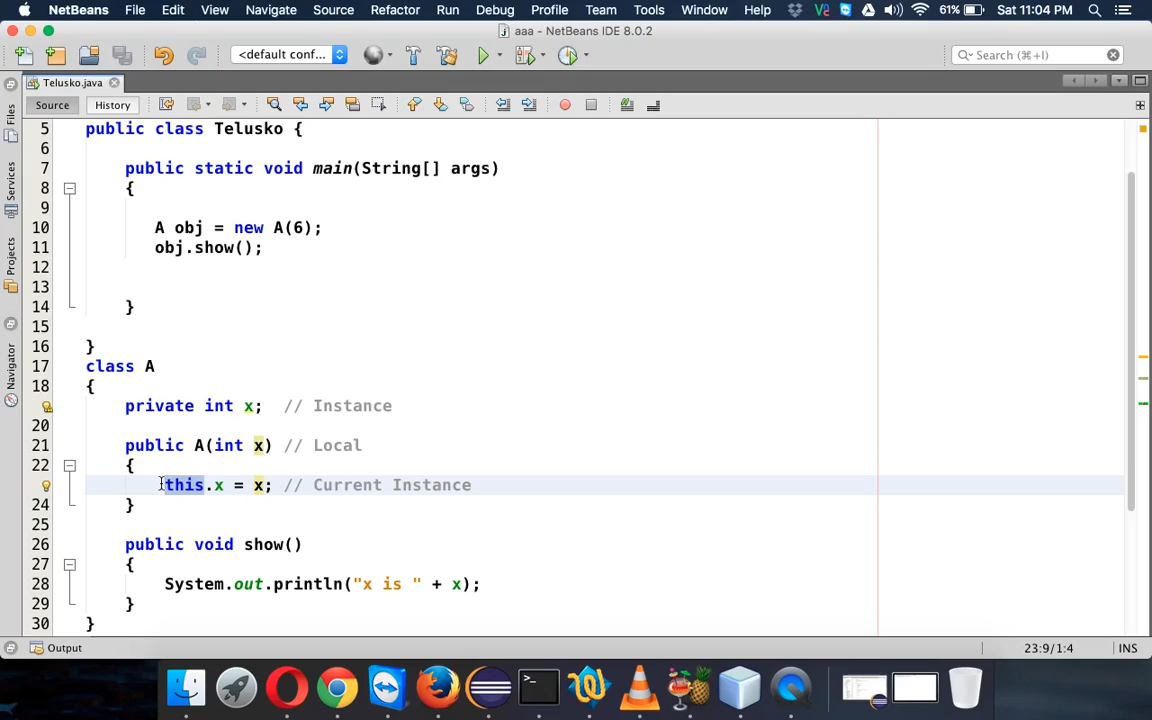 NetBeans File Edit View Navigate Source Refactor Run Debug Profile Team Tools Window Help 61% Sat 11:04 PM
aaa - NetBeans IDE 8.0.2
<default conf... Search (⌘+I)
Telusko.java
Source History
Files
Services
Projects
Navigator
5 public class Telusko {
6
7 public static void main(String[] args)
8 {
9
10 A obj = new A(6);
11 obj.show();
12
13
14 }
15
16 }
17 class A
18 {
private int x; // Instance
20
21 public A(int x) // Local
22 {
this.x = x; // Current Instance
24 }
25
26 public void show()
27 {
28 System.out.println("x is " + x);
29 }
30 }
Output 23:9/1:4 INS